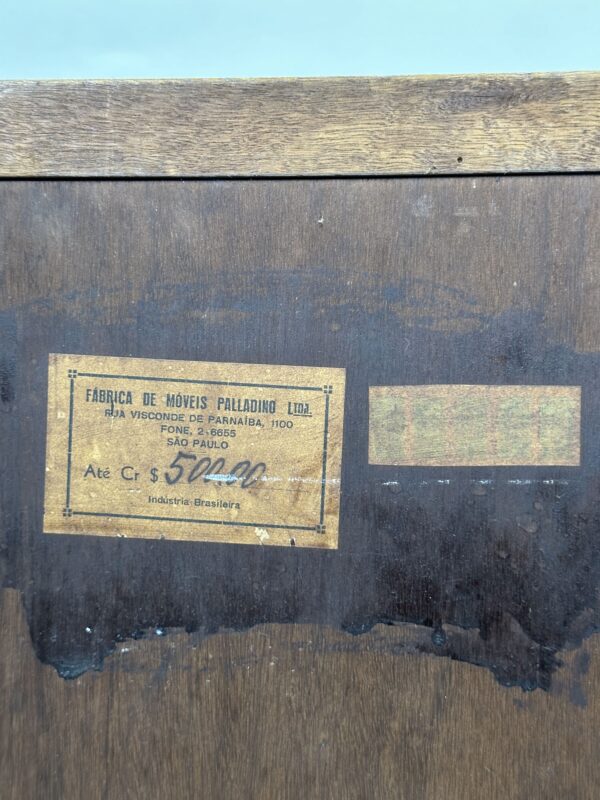 FÁBRICA DE MÓVEIS PALLADINO LTDA.
RUA VISCONDE DE PARNAÍBA, 1100
FONE, 2-6655
SÃO PAULO
Até Cr $ 500,00
Indústria Brasileira